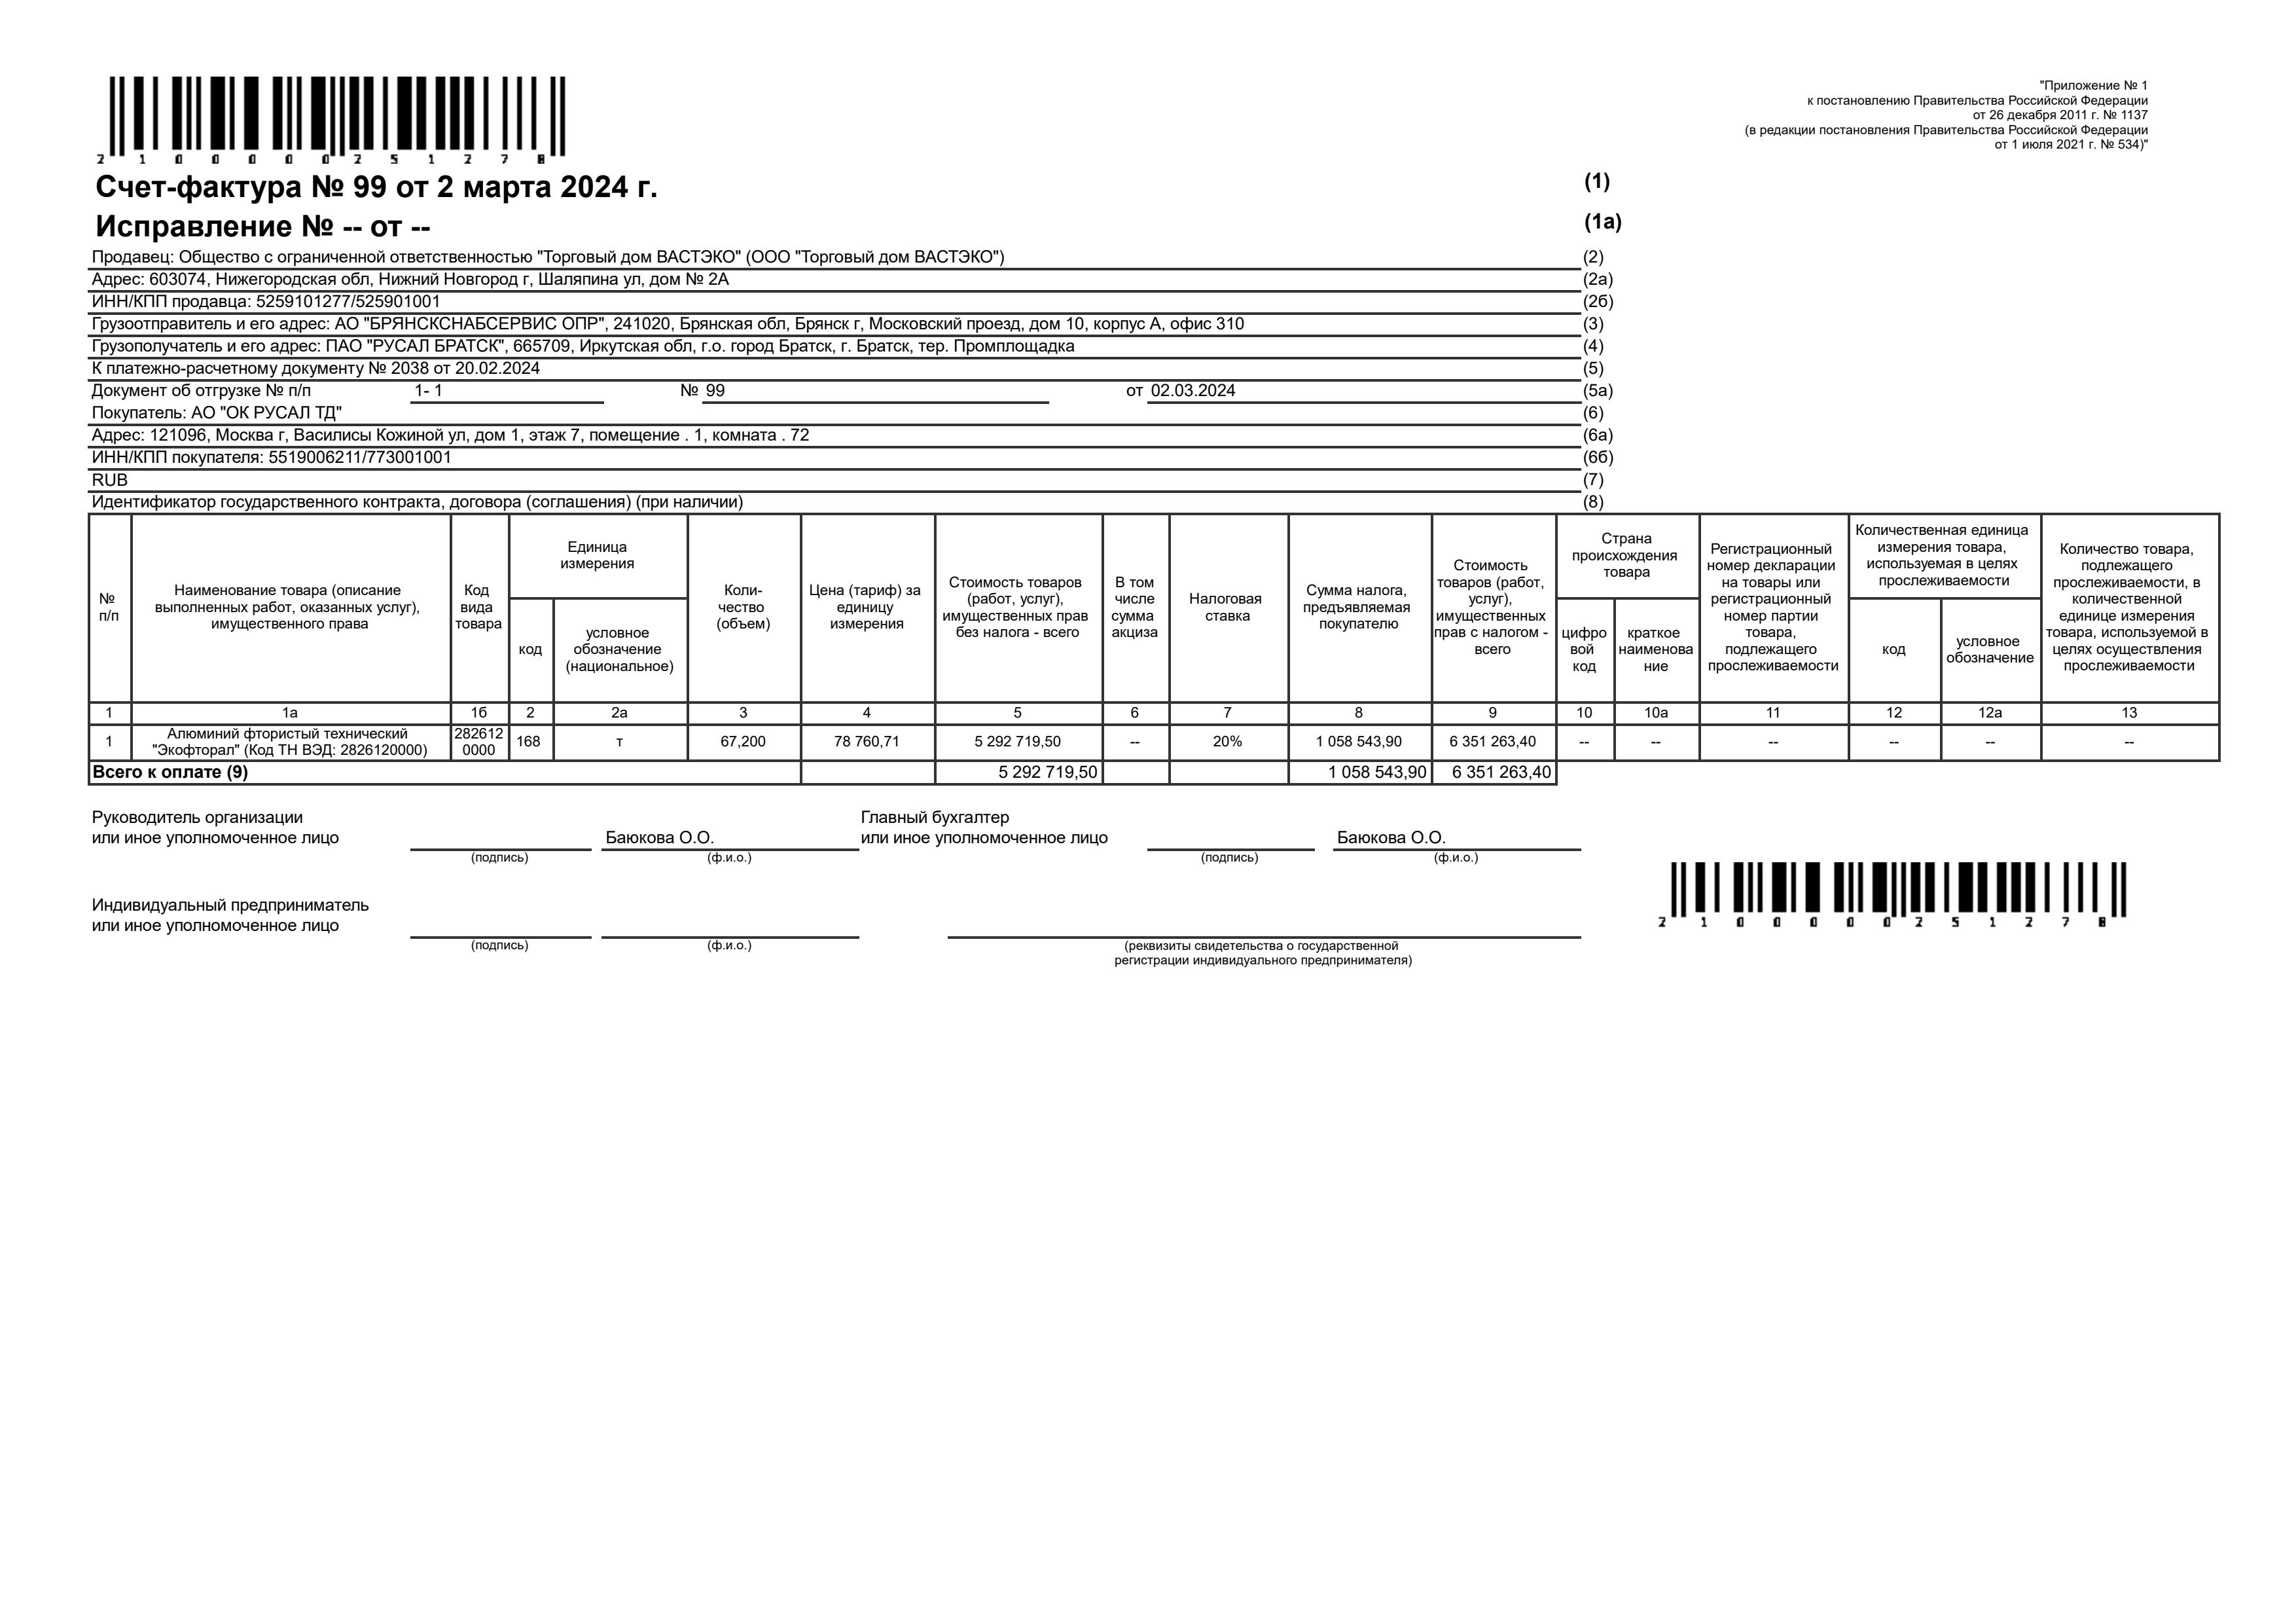 2 1 0 0 0 0 0 2 5 1 2 7 8
"Приложение № 1
к постановлению Правительства Российской Федерации
от 26 декабря 2011 г. № 1137
(в редакции постановления Правительства Российской Федерации
от 1 июля 2021 г. № 534)"
Счет-фактура № 99 от 2 марта 2024 г. (1)
Исправление № -- от -- (1а)
Продавец: Общество с ограниченной ответственностью "Торговый дом ВАСТЭКО" (ООО "Торговый дом ВАСТЭКО") (2)
Адрес: 603074, Нижегородская обл, Нижний Новгород г, Шаляпина ул, дом № 2А (2а)
ИНН/КПП продавца: 5259101277/525901001 (2б)
Грузоотправитель и его адрес: АО "БРЯНСКСНАБСЕРВИС ОПР", 241020, Брянская обл, Брянск г, Московский проезд, дом 10, корпус А, офис 310 (3)
Грузополучатель и его адрес: ПАО "РУСАЛ БРАТСК", 665709, Иркутская обл, г.о. город Братск, г. Братск, тер. Промплощадка (4)
К платежно-расчетному документу № 2038 от 20.02.2024 (5)
Документ об отгрузке № п/п 1- 1 № 99 от 02.03.2024 (5а)
Покупатель: АО "ОК РУСАЛ ТД" (6)
Адрес: 121096, Москва г, Василисы Кожиной ул, дом 1, этаж 7, помещение . 1, комната . 72 (6а)
ИНН/КПП покупателя: 5519006211/773001001 (6б)
RUB (7)
Идентификатор государственного контракта, договора (соглашения) (при наличии) (8)
№
п/п
Наименование товара (описание
выполненных работ, оказанных услуг),
имущественного права
Код
вида
товара
Единица
измерения
код
условное
обозначение
(национальное)
Коли-
чество
(объем)
Цена (тариф) за
единицу
измерения
Стоимость товаров
(работ, услуг),
имущественных прав
без налога - всего
В том
числе
сумма
акциза
Налоговая
ставка
Сумма налога,
предъявляемая
покупателю
Стоимость
товаров (работ,
услуг),
имущественных
прав с налогом -
всего
Страна
происхождения
товара
цифро
вой
код
краткое
наименова
ние
Регистрационный
номер декларации
на товары или
регистрационный
номер партии
товара,
подлежащего
прослеживаемости
Количественная единица
измерения товара,
используемая в целях
прослеживаемости
код
условное
обозначение
Количество товара,
подлежащего
прослеживаемости, в
количественной
единице измерения
товара, используемой в
целях осуществления
прослеживаемости
1 1а 1б 2 2а 3 4 5 6 7 8 9 10 10а 11 12 12а 13
1
Алюминий фтористый технический
"Экофторал" (Код ТН ВЭД: 2826120000)
282612
0000
168 т 67,200 78 760,71 5 292 719,50 -- 20% 1 058 543,90 6 351 263,40 -- -- -- -- -- --
Всего к оплате (9) 5 292 719,50 1 058 543,90 6 351 263,40
Руководитель организации
или иное уполномоченное лицо
Баюкова О.О.
(подпись) (ф.и.о.)
Главный бухгалтер
или иное уполномоченное лицо
Баюкова О.О.
(подпись) (ф.и.о.)
2 1 0 0 0 0 0 2 5 1 2 7 8
Индивидуальный предприниматель
или иное уполномоченное лицо
(подпись) (ф.и.о.)
(реквизиты свидетельства о государственной
регистрации индивидуального предпринимателя)